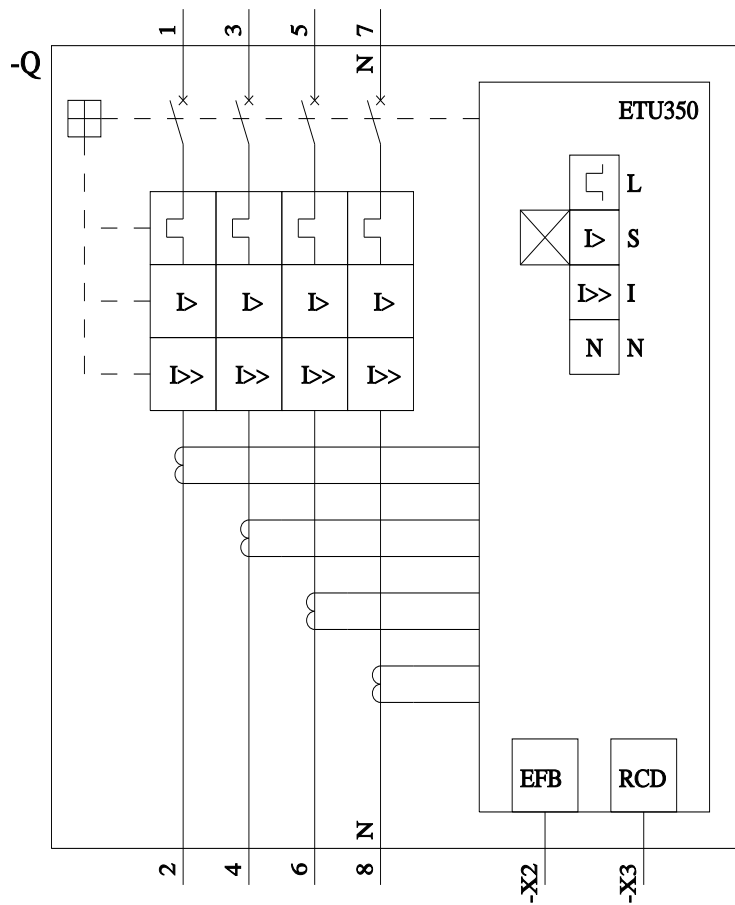 1 3 5 7
-Q
N
ETU350
L
I> S
I> I> I> I>
I>> I
N N
I>> I>> I>> I>>
EFB RCD
N
2 4 6 8 -X2 -X3